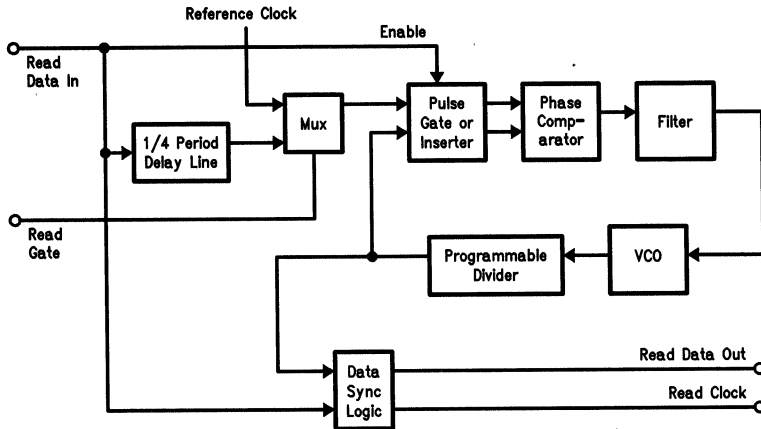 Reference Clock
Enable
Read
Data In
1/4 Period
Delay Line
Mux
Pulse
Gate or
Inserter
Phase
Comp-
arator
Filter
Read
Gate
Programmable
Divider
VCO
Data
Sync
Logic
Read Data Out
Read Clock